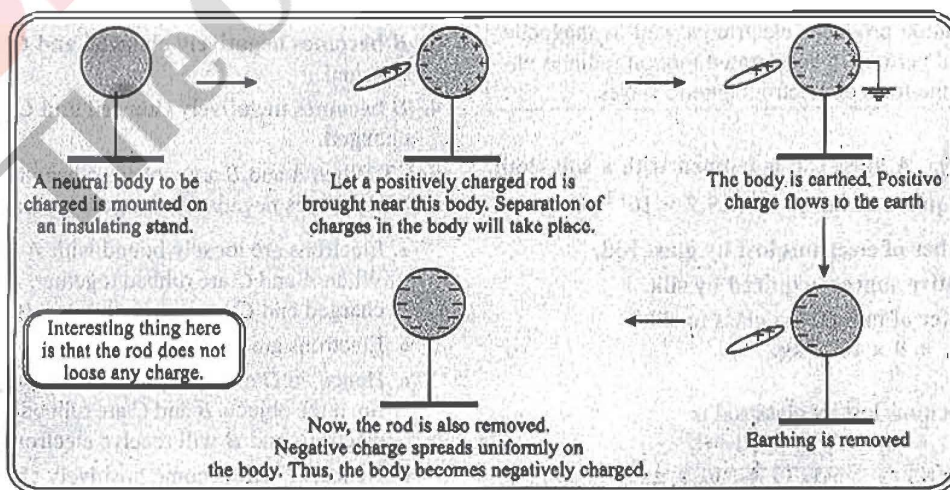 A neutral body to be
charged is mounted on
an insulating stand.
Let a positively charged rod is
brought near this body. Separation of
charges in the body will take place.
The body is earthed. Positive
charge flows to the earth
Earthing is removed
Now, the rod is also removed.
Negative charge spreads uniformly on
the body. Thus, the body becomes negatively charged.
Interesting thing here
is that the rod does not
loose any charge.